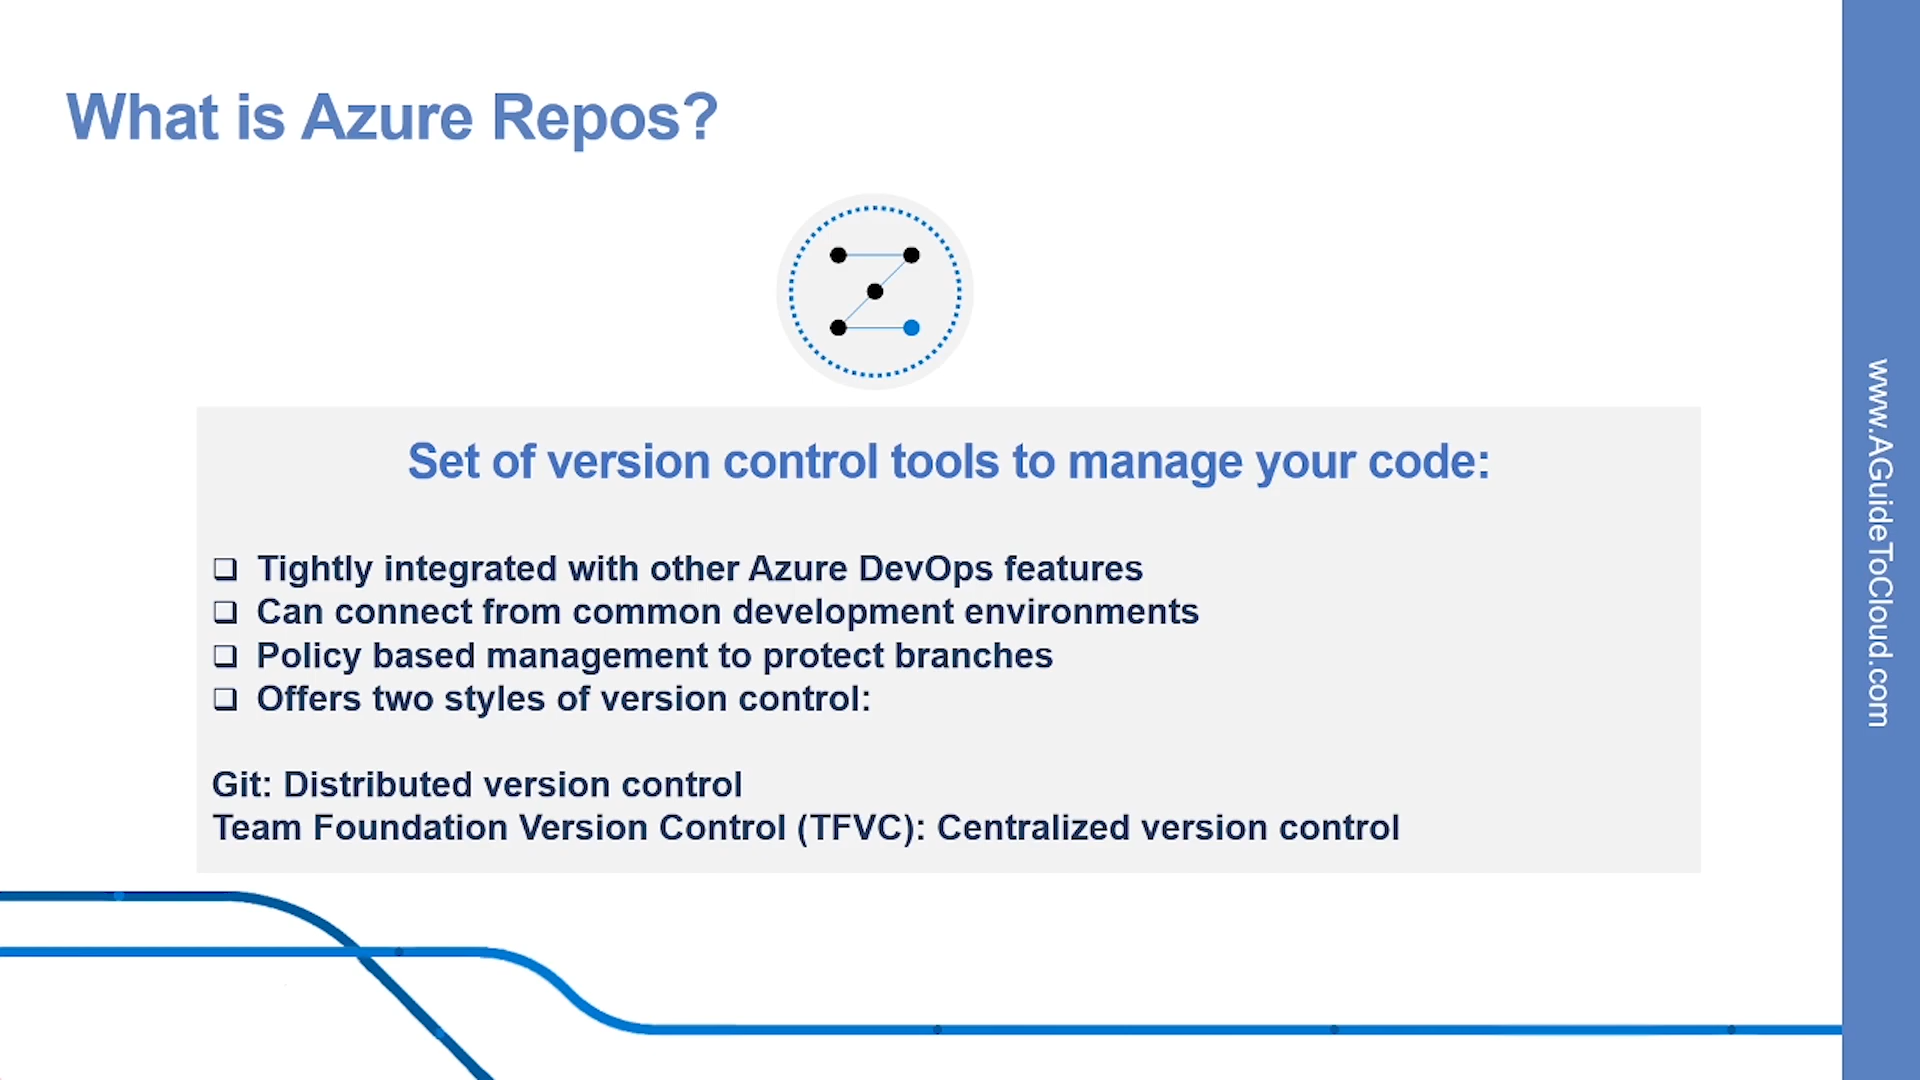 What is Azure Repos?
Set of version control tools to manage your code:
❑ Tightly integrated with other Azure DevOps features
❑ Can connect from common development environments
❑ Policy based management to protect branches
❑ Offers two styles of version control:
Git: Distributed version control
Team Foundation Version Control (TFVC): Centralized version control
www.AGuideToCloud.com